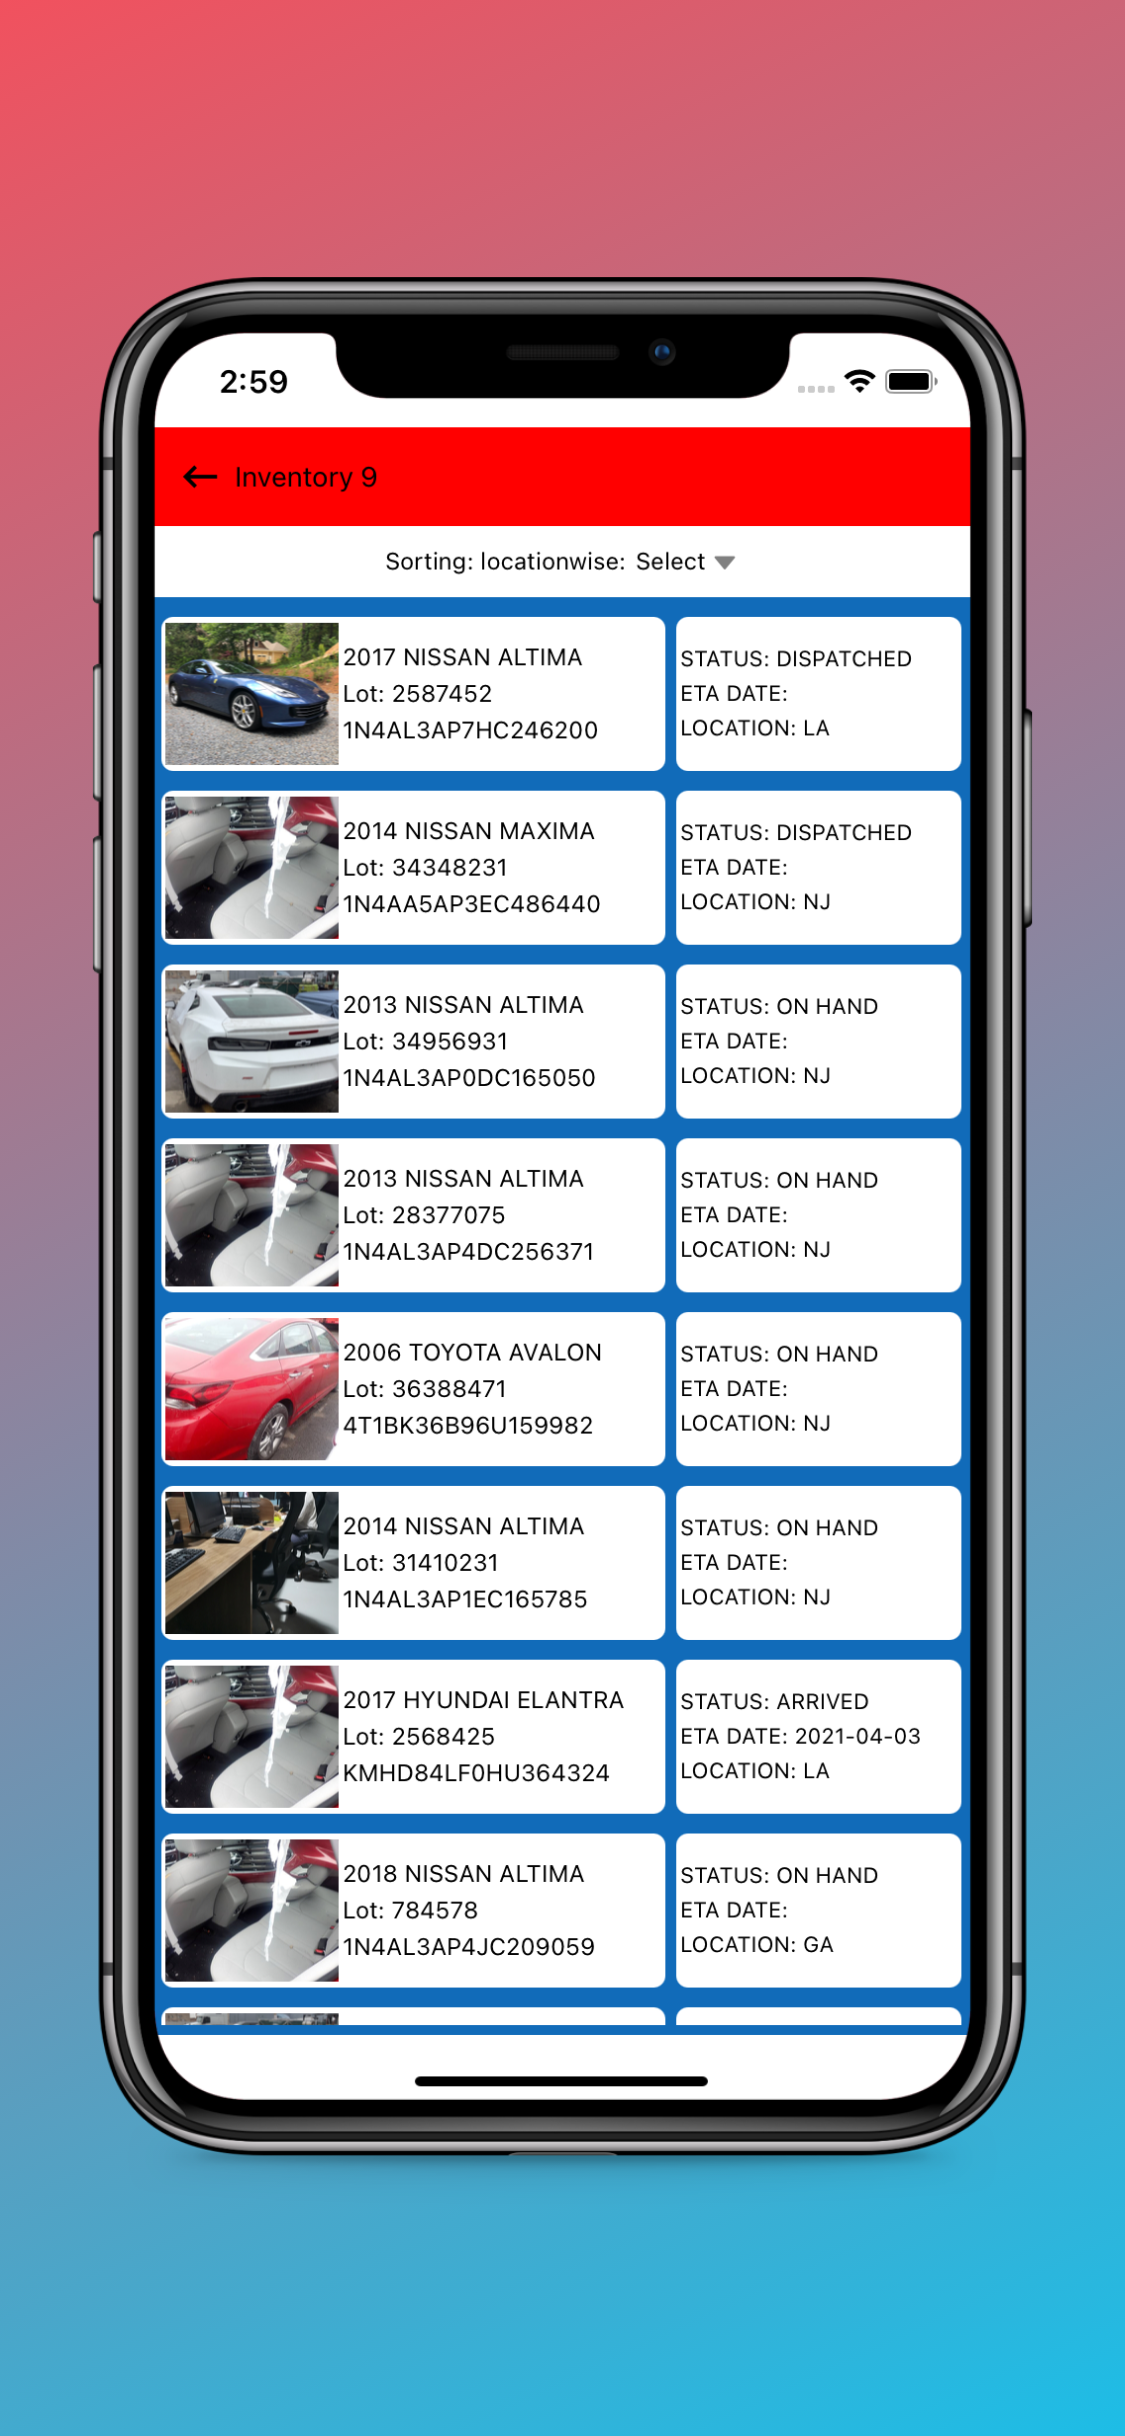 2:59
Inventory 9
Sorting: locationwise: Select
2017 NISSAN ALTIMA
Lot: 2587452
1N4AL3AP7HC246200
STATUS: DISPATCHED
ETA DATE:
LOCATION: LA
2014 NISSAN MAXIMA
Lot: 34348231
1N4AA5AP3EC486440
STATUS: DISPATCHED
ETA DATE:
LOCATION: NJ
2013 NISSAN ALTIMA
Lot: 34956931
1N4AL3AP0DC165050
STATUS: ON HAND
ETA DATE:
LOCATION: NJ
2013 NISSAN ALTIMA
Lot: 28377075
1N4AL3AP4DC256371
STATUS: ON HAND
ETA DATE:
LOCATION: NJ
2006 TOYOTA AVALON
Lot: 36388471
4T1BK36B96U159982
STATUS: ON HAND
ETA DATE:
LOCATION: NJ
2014 NISSAN ALTIMA
Lot: 31410231
1N4AL3AP1EC165785
STATUS: ON HAND
ETA DATE:
LOCATION: NJ
2017 HYUNDAI ELANTRA
Lot: 2568425
KMHD84LF0HU364324
STATUS: ARRIVED
ETA DATE: 2021-04-03
LOCATION: LA
2018 NISSAN ALTIMA
Lot: 784578
1N4AL3AP4JC209059
STATUS: ON HAND
ETA DATE:
LOCATION: GA